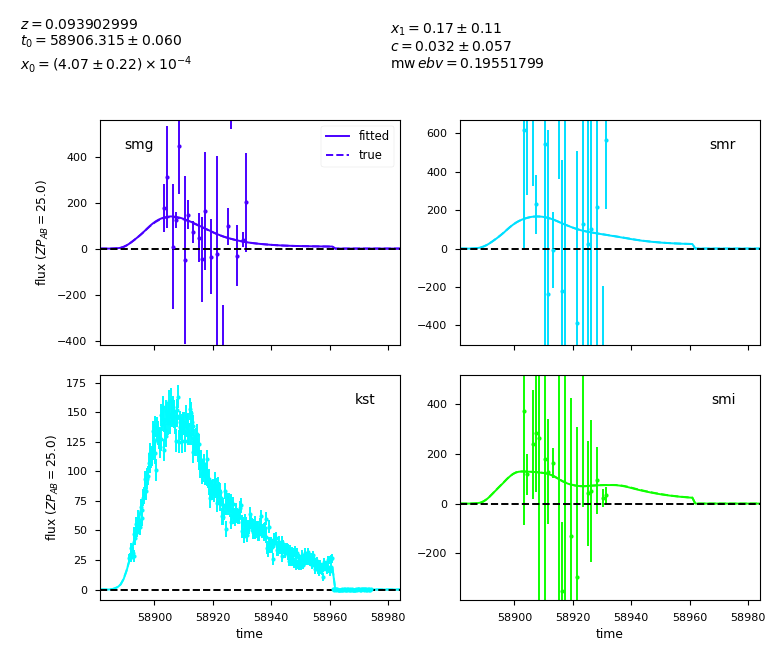 z = 0.093902999
t0 = 58906.315 ± 0.060
x0 = (4.07 ± 0.22) × 10^−4
x1 = 0.17 ± 0.11
c = 0.032 ± 0.057
mw ebv = 0.19551799
smg
fitted
true
400
200
0
−200
−400
flux (ZP_AB = 25.0)
smr
600
400
200
0
−200
−400
kst
175
150
125
100
75
50
25
0
flux (ZP_AB = 25.0)
58900 58920 58940 58960 58980
time
smi
400
200
0
−200
58900 58920 58940 58960 58980
time